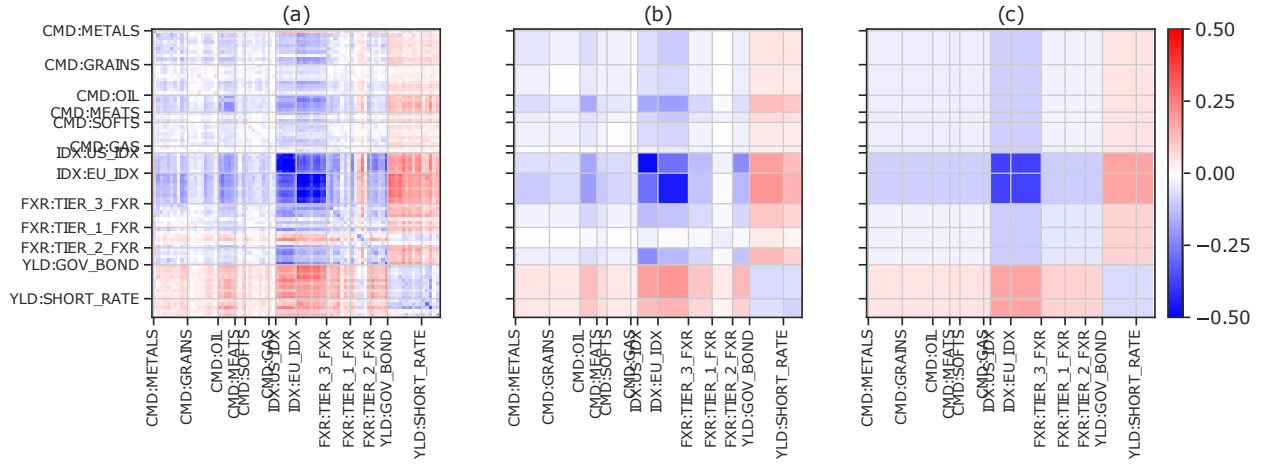 (a)
(b)
(c)
CMD:METALS
CMD:GRAINS
CMD:OIL
CMD:MEATS
CMD:SOFTS
CMD:GAS
IDX:US_IDX
IDX:EU_IDX
FXR:TIER_3_FXR
FXR:TIER_1_FXR
FXR:TIER_2_FXR
YLD:GOV_BOND
YLD:SHORT_RATE
CMD:METALS
CMD:GRAINS
CMD:OIL
CMD:MEATS
CMD:SOFTS
CMD:GAS
IDX:US_IDX
IDX:EU_IDX
FXR:TIER_3_FXR
FXR:TIER_1_FXR
FXR:TIER_2_FXR
YLD:GOV_BOND
YLD:SHORT_RATE
CMD:METALS
CMD:GRAINS
CMD:OIL
CMD:MEATS
CMD:SOFTS
CMD:GAS
IDX:US_IDX
IDX:EU_IDX
FXR:TIER_3_FXR
FXR:TIER_1_FXR
FXR:TIER_2_FXR
YLD:GOV_BOND
YLD:SHORT_RATE
CMD:METALS
CMD:GRAINS
CMD:OIL
CMD:MEATS
CMD:SOFTS
CMD:GAS
IDX:US_IDX
IDX:EU_IDX
FXR:TIER_3_FXR
FXR:TIER_1_FXR
FXR:TIER_2_FXR
YLD:GOV_BOND
YLD:SHORT_RATE
0.50
0.25
0.00
−0.25
−0.50